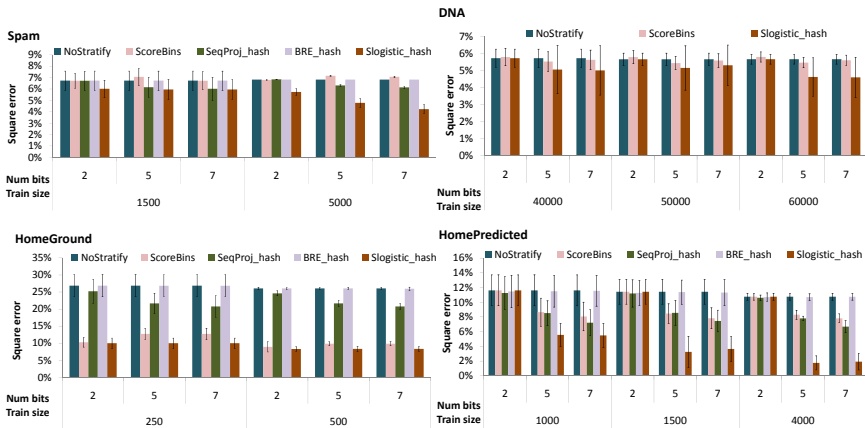 Spam
NoStratify ScoreBins SeqProj_hash BRE_hash Slogistic_hash
Square error
9%
8%
7%
6%
5%
4%
3%
2%
1%
0%
Num bits 2 5 7 2 5 7
Train size 1500 5000
DNA
NoStratify ScoreBins Slogistic_hash
Square error
7%
6%
5%
4%
3%
2%
1%
0%
Num bits 2 5 7 2 5 7 2 5 7
Train size 40000 50000 60000
HomeGround
NoStratify ScoreBins SeqProj_hash BRE_hash Slogistic_hash
Square error
35%
30%
25%
20%
15%
10%
5%
0%
Num bits 2 5 7 2 5 7
Train size 250 500
HomePredicted
NoStratify ScoreBins SeqProj_hash BRE_hash Slogistic_hash
Square error
16%
14%
12%
10%
8%
6%
4%
2%
0%
Num bits 2 5 7 2 5 7 2 5 7
Train size 1000 1500 4000